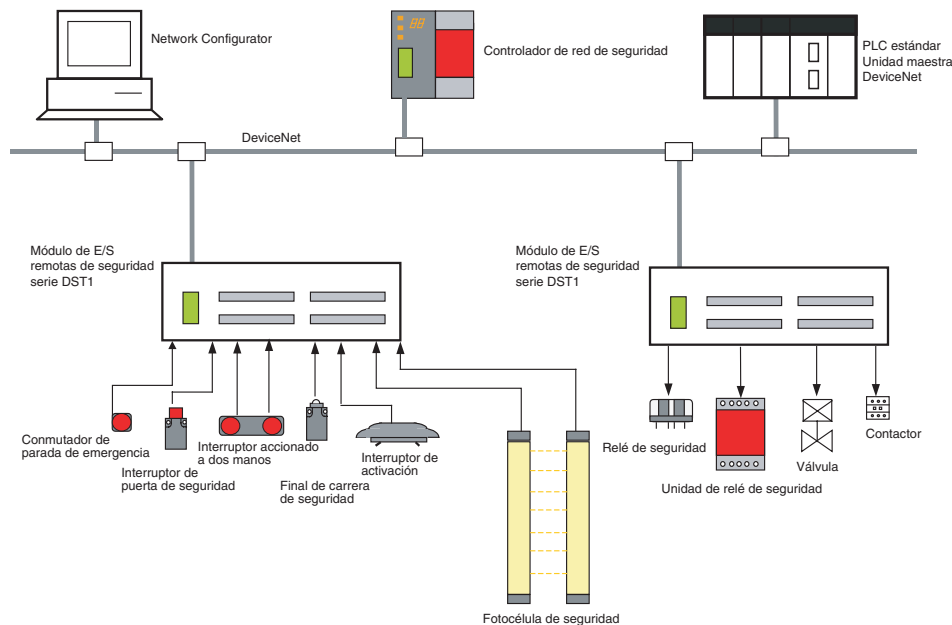 Network Configurator
Controlador de red de seguridad
PLC estándar
Unidad maestra
DeviceNet
DeviceNet
Módulo de E/S
remotas de seguridad
serie DST1
Módulo de E/S
remotas de seguridad
serie DST1
Conmutador de
parada de emergencia
Interruptor de
puerta de seguridad
Interruptor accionado
a dos manos
Final de carrera
de seguridad
Interruptor de
activación
Fotocélula de seguridad
Relé de seguridad
Unidad de relé de seguridad
Válvula
Contactor